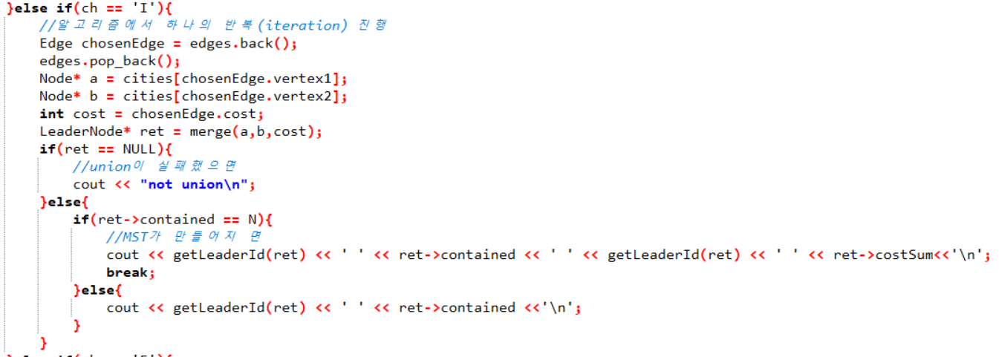 }else if(ch == 'I'){
//알고리즘에서 하나의 반복(iteration) 진행
Edge chosenEdge = edges.back();
edges.pop_back();
Node* a = cities[chosenEdge.vertex1];
Node* b = cities[chosenEdge.vertex2];
int cost = chosenEdge.cost;
LeaderNode* ret = merge(a,b,cost);
if(ret == NULL){
//union이 실패했으면
cout << "not union\n";
}else{
if(ret->contained == N){
//MST가 만들어지면
cout << getLeaderId(ret) << ' ' << ret->contained << ' ' << getLeaderId(ret) << ' ' << ret->costSum<<'\n';
break;
}else{
cout << getLeaderId(ret) << ' ' << ret->contained <<'\n';
}
}